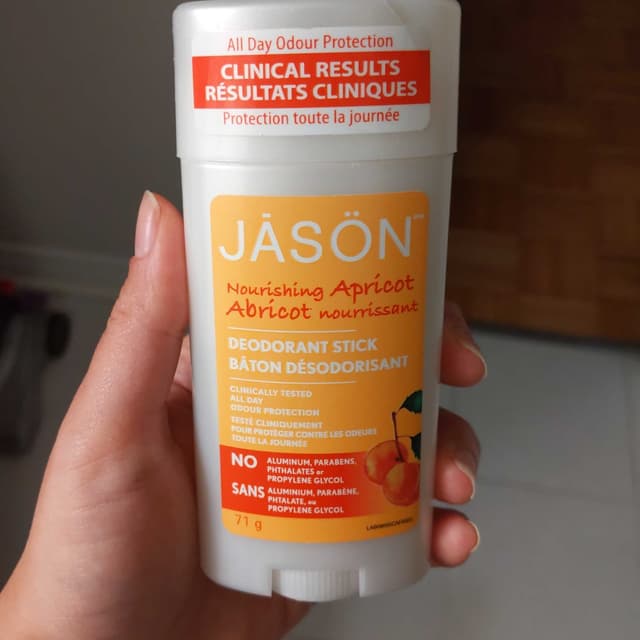 All Day Odour Protection
CLINICAL RESULTS
RÉSULTATS CLINIQUES
Protection toute la journée
JĀSÖN
Nourishing Apricot
Abricot nourrissant
DEODORANT STICK
BÂTON DÉSODORISANT
CLINICALLY TESTED
ALL DAY
ODOUR PROTECTION
TESTÉ CLINIQUEMENT
POUR PROTÉGER CONTRE LES ODEURS
TOUTE LA JOURNÉE
NO ALUMINUM, PARABENS,
PHTHALATES or
PROPYLENE GLYCOL
SANS ALUMINIUM, PARABÈNE,
PHTALATE, ou
PROPYLENE GLYCOL
71 g